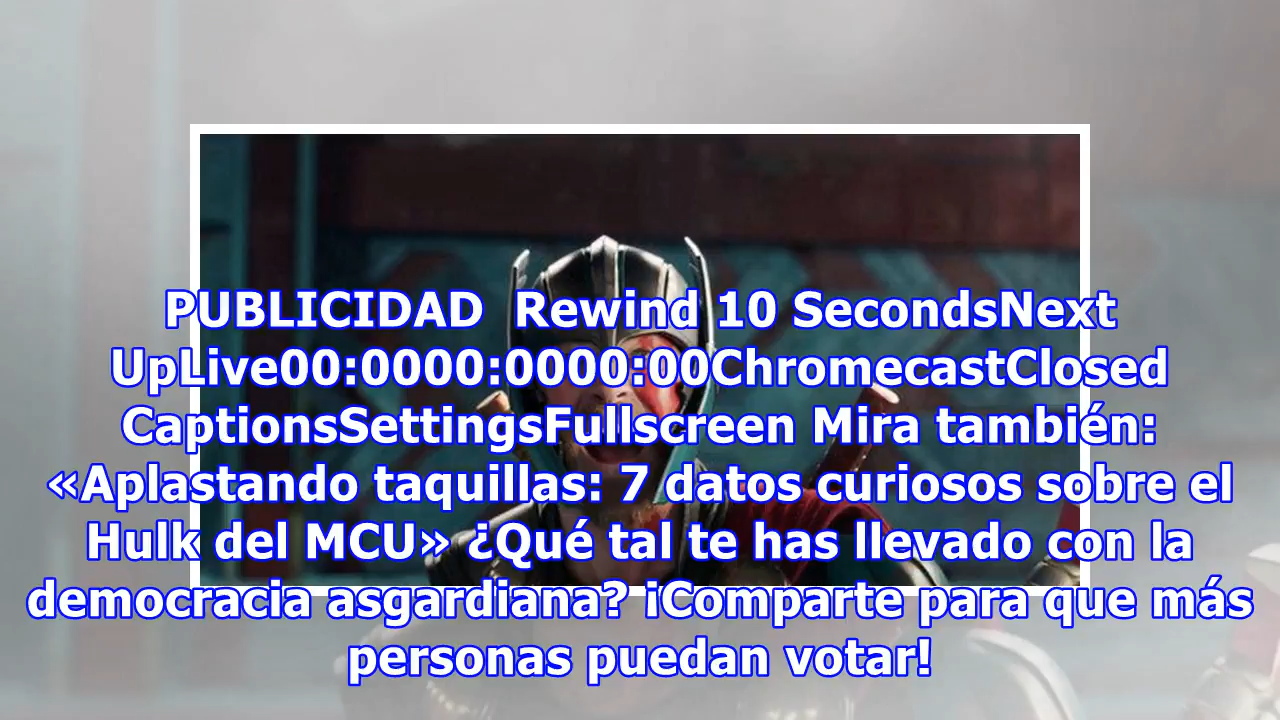 PUBLICIDAD  Rewind 10 SecondsNext
UpLive00:0000:0000:00ChromecastClosed
CaptionsSettingsFullscreen Mira también:
«Aplastando taquillas: 7 datos curiosos sobre el
Hulk del MCU» ¿Qué tal te has llevado con la
democracia asgardiana? ¡Comparte para que más
personas puedan votar!